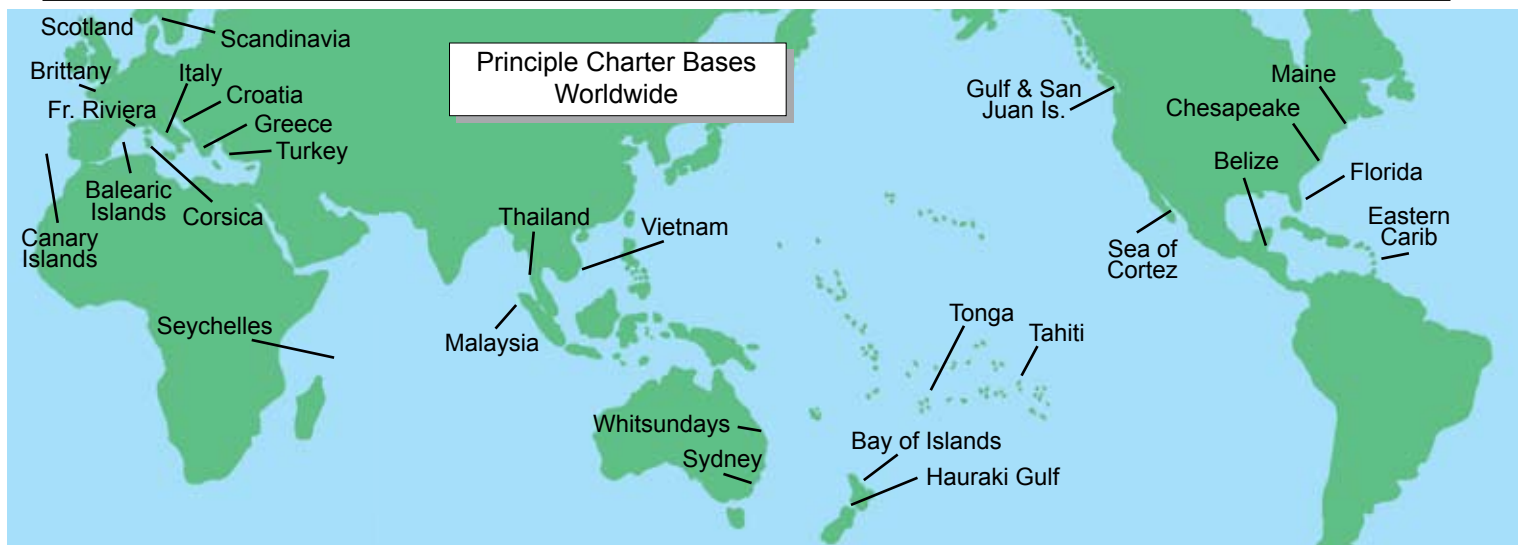 Scotland
Scandinavia
Principle Charter Bases
Worldwide
Brittany
Italy
Fr. Riviera
Croatia
Greece
Turkey
Balearic
Islands
Corsica
Canary
Islands
Thailand
Vietnam
Seychelles
Malaysia
Tonga
Tahiti
Whitsundays
Sydney
Bay of Islands
Hauraki Gulf
Gulf & San
Juan Is.
Maine
Chesapeake
Belize
Florida
Eastern
Carib
Sea of
Cortez